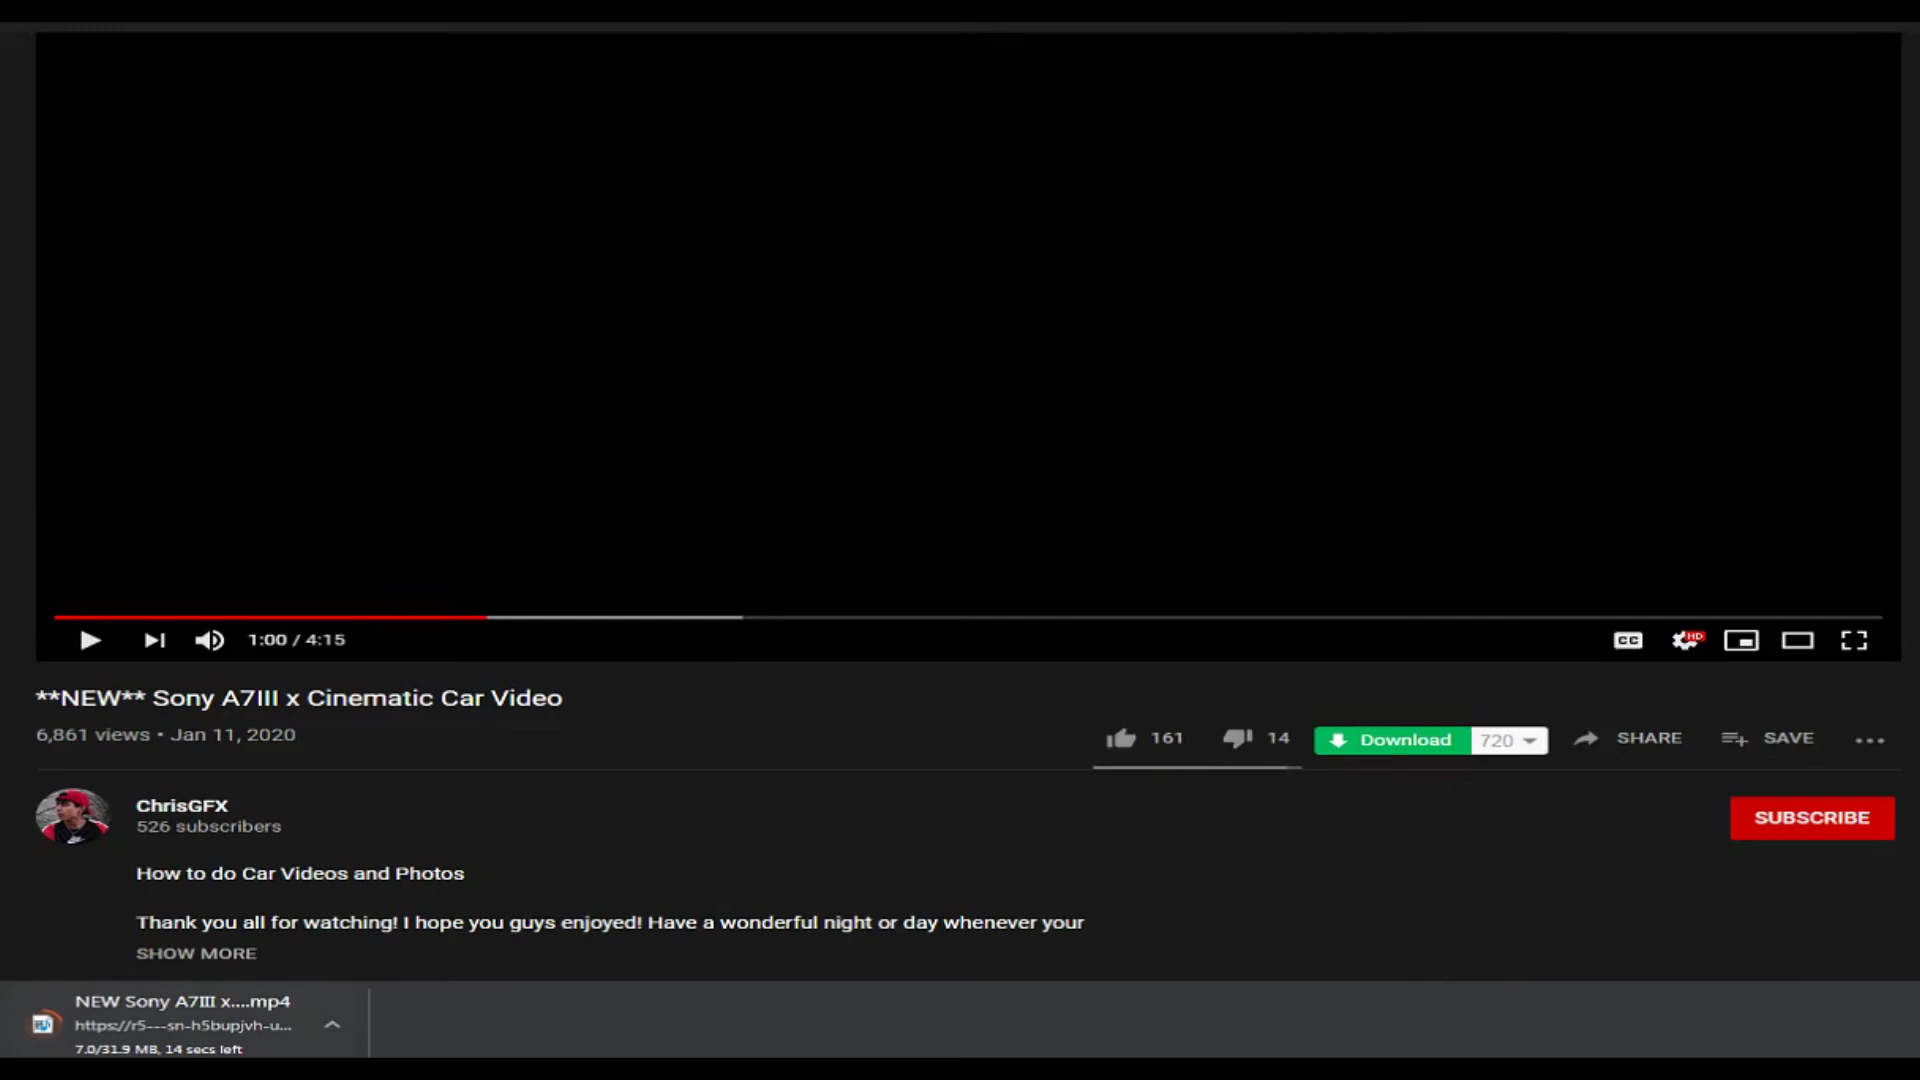 1:00 / 4:15
CC
HD
**NEW** Sony A7III x Cinematic Car Video
6,861 views • Jan 11, 2020
161
14
Download
720
SHARE
SAVE
ChrisGFX
526 subscribers
SUBSCRIBE
How to do Car Videos and Photos
Thank you all for watching! I hope you guys enjoyed! Have a wonderful night or day whenever your
SHOW MORE
NEW Sony A7III x....mp4
https://r5---sn-h5bupjvh-u...
7.0/31.9 MB, 14 secs left